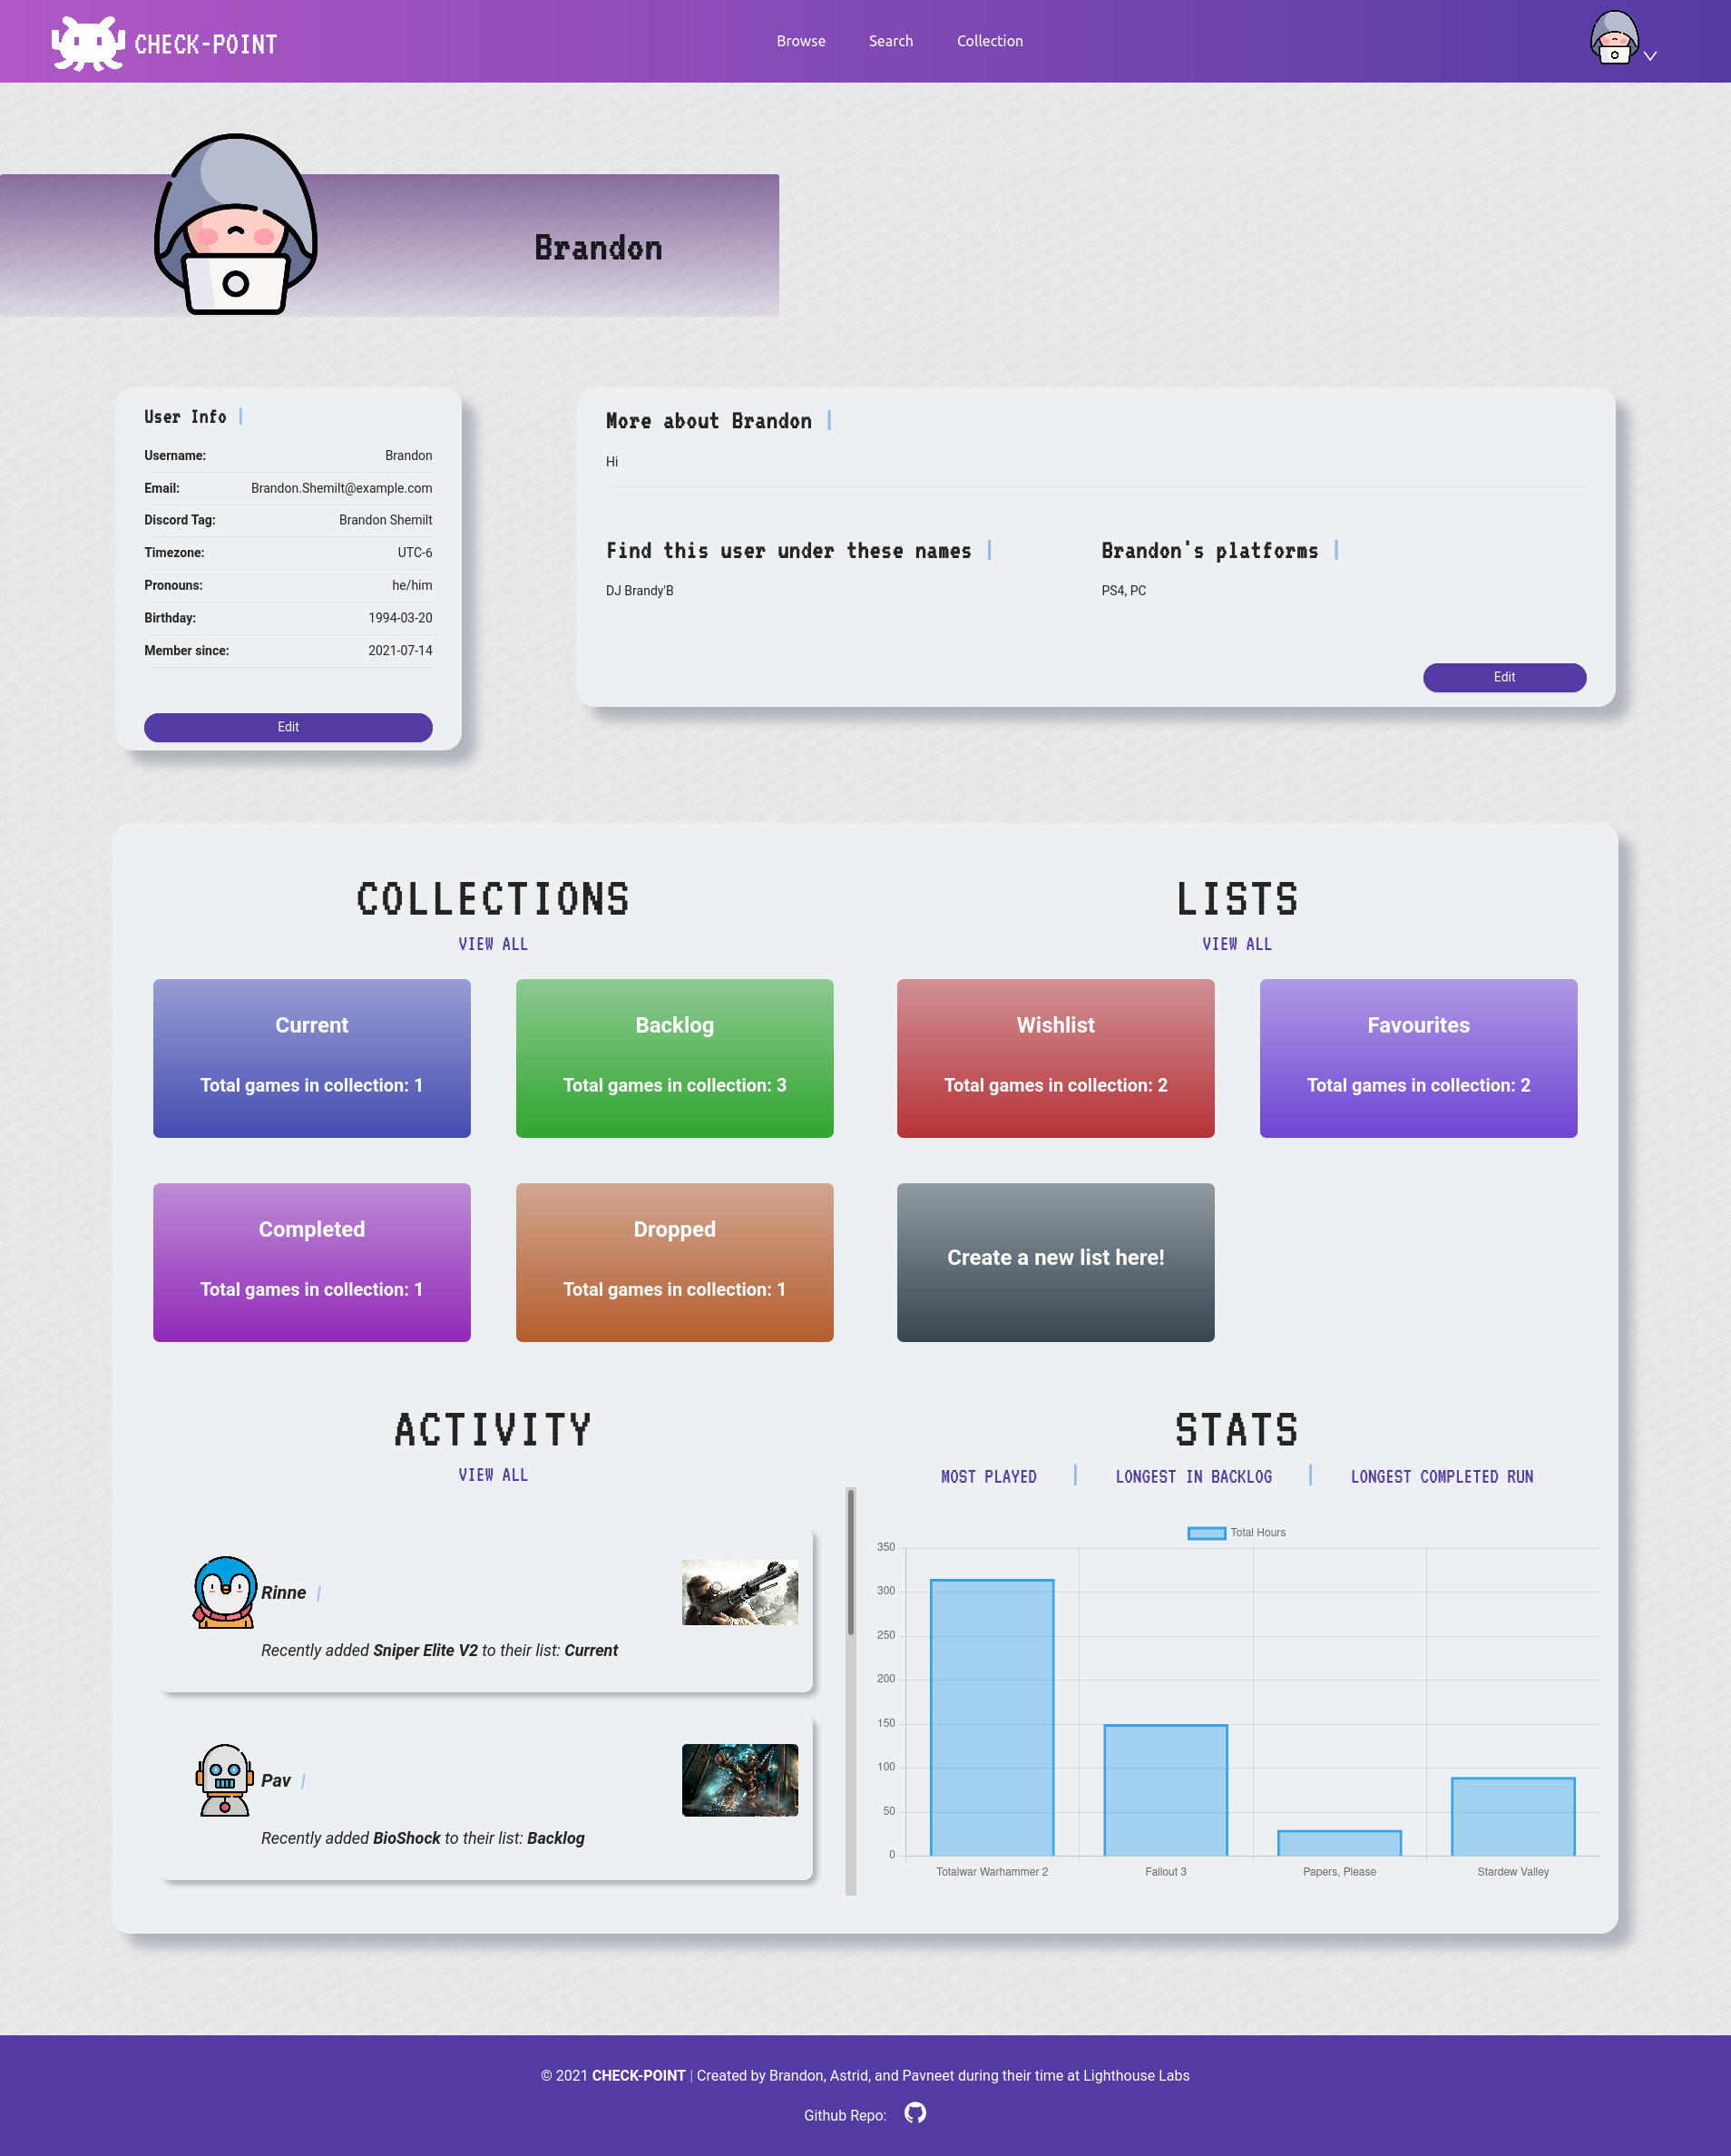 CHECK-POINT
Browse Search Collection
Brandon
User Info |
Username: Brandon
Email: Brandon.Shemilt@example.com
Discord Tag: Brandon Shemilt
Timezone: UTC-6
Pronouns: he/him
Birthday: 1994-03-20
Member since: 2021-07-14
Edit
More about Brandon |
Hi
Find this user under these names |
DJ Brandy'B
Brandon's platforms |
PS4, PC
Edit
COLLECTIONS
VIEW ALL
Current
Total games in collection: 1
Backlog
Total games in collection: 3
Completed
Total games in collection: 1
Dropped
Total games in collection: 1
LISTS
VIEW ALL
Wishlist
Total games in collection: 2
Favourites
Total games in collection: 2
Create a new list here!
ACTIVITY
VIEW ALL
Rinne |
Recently added Sniper Elite V2 to their list: Current
Pav |
Recently added BioShock to their list: Backlog
STATS
MOST PLAYED | LONGEST IN BACKLOG | LONGEST COMPLETED RUN
Total Hours
350
300
250
200
150
100
50
0
Totalwar Warhammer 2 Fallout 3 Papers, Please Stardew Valley
© 2021 CHECK-POINT | Created by Brandon, Astrid, and Pavneet during their time at Lighthouse Labs
Github Repo: